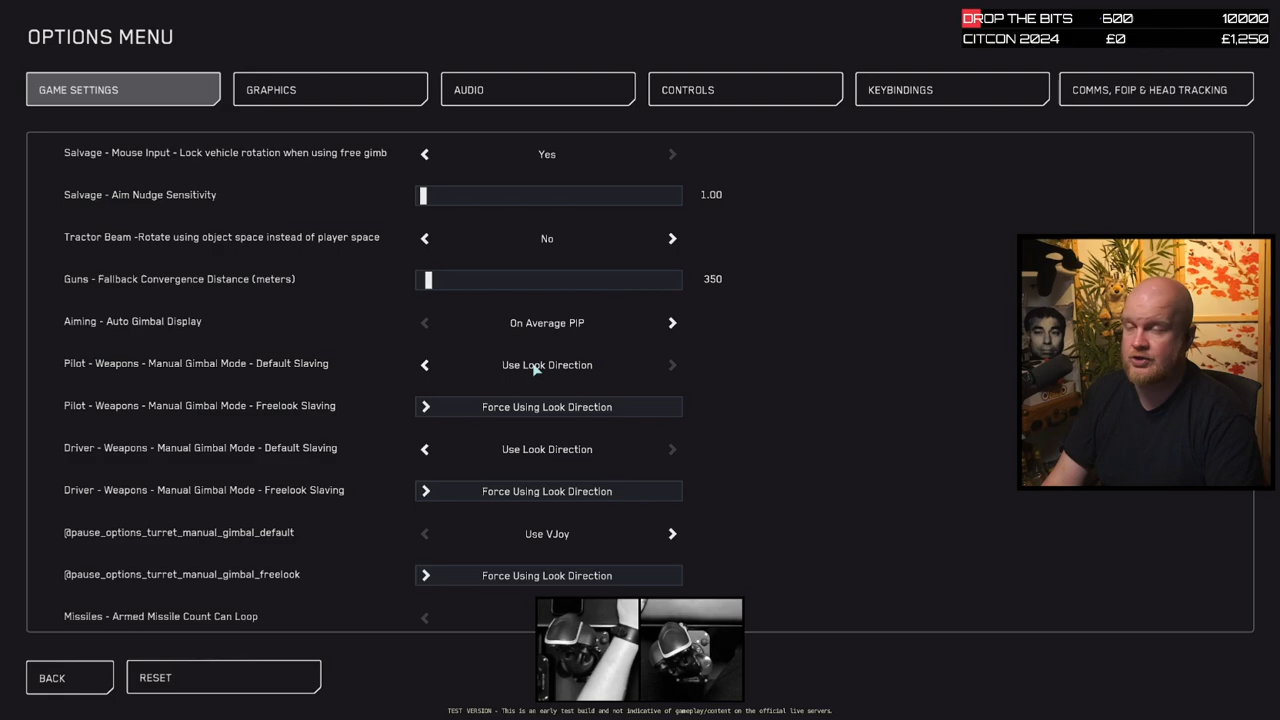 DROP THE BITS 600 10000
OPTIONS MENU
CITCON 2024 £0 £1,250
GAME SETTINGS
GRAPHICS
AUDIO
CONTROLS
KEYBINDINGS
COMMS, FOIP & HEAD TRACKING
Salvage - Mouse Input - Lock vehicle rotation when using free gimb Yes
Salvage - Aim Nudge Sensitivity 1.00
Tractor Beam -Rotate using object space instead of player space No
Guns - Fallback Convergence Distance (meters) 350
Aiming - Auto Gimbal Display On Average PIP
Pilot - Weapons - Manual Gimbal Mode - Default Slaving Use Look Direction
Pilot - Weapons - Manual Gimbal Mode - Freelook Slaving Force Using Look Direction
Driver - Weapons - Manual Gimbal Mode - Default Slaving Use Look Direction
Driver - Weapons - Manual Gimbal Mode - Freelook Slaving Force Using Look Direction
@pause_options_turret_manual_gimbal_default Use VJoy
@pause_options_turret_manual_gimbal_freelook Force Using Look Direction
Missiles - Armed Missile Count Can Loop
BACK
RESET
TEST VERSION - This is an early test build and not indicative of gameplay/content on the official live servers.